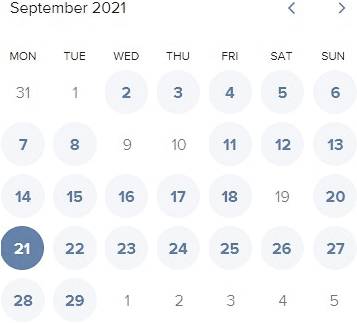 September 2021
MON TUE WED THU FRI SAT SUN
31 1 2 3 4 5 6
7 8 9 10 11 12 13
14 15 16 17 18 19 20
21 22 23 24 25 26 27
28 29 1 2 3 4 5